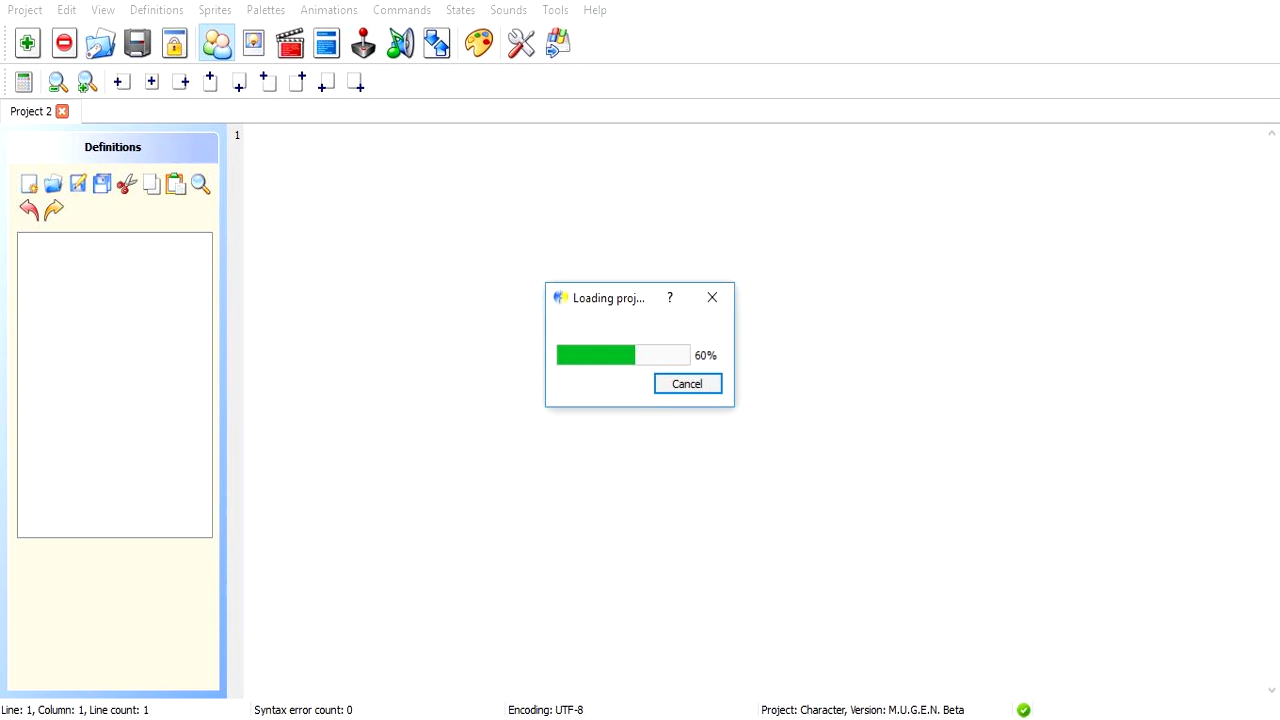 Project Edit View Definitions Sprites Palettes Animations Commands States Sounds Tools Help
Project 2
Definitions
1
Loading proj... ?
60%
Cancel
Line: 1, Column: 1, Line count: 1 Syntax error count: 0 Encoding: UTF-8 Project: Character, Version: M.U.G.E.N. Beta